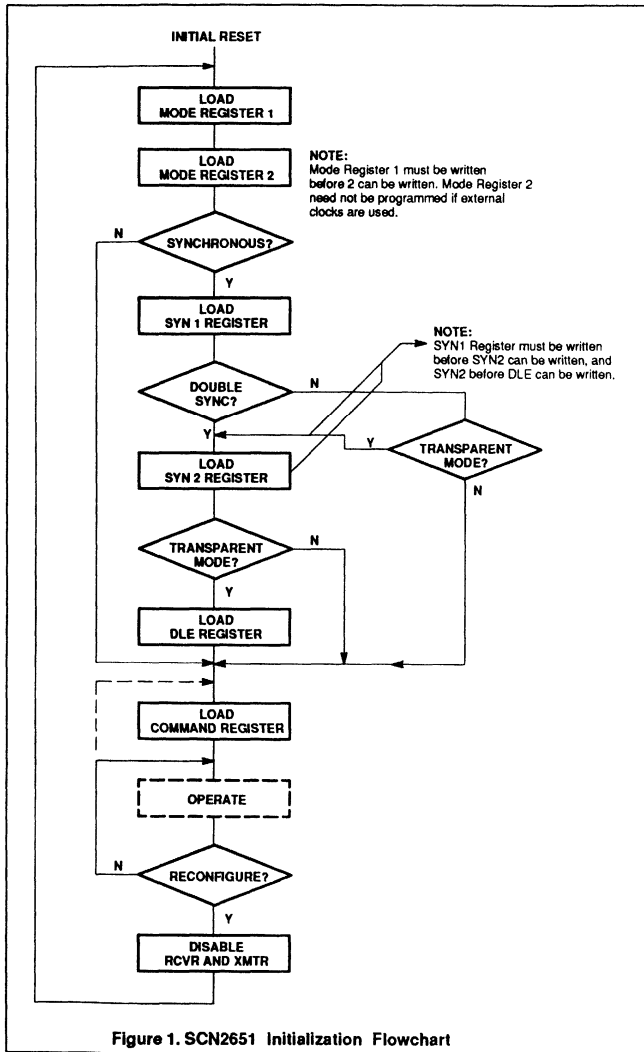 INITIAL RESET
LOAD
MODE REGISTER 1
LOAD
MODE REGISTER 2
NOTE:
Mode Register 1 must be written
before 2 can be written. Mode Register 2
need not be programmed if external
clocks are used.
N
SYNCHRONOUS?
Y
LOAD
SYN 1 REGISTER
NOTE:
SYN1 Register must be written
before SYN2 can be written, and
SYN2 before DLE can be written.
DOUBLE
SYNC?
N
Y
Y
TRANSPARENT
MODE?
LOAD
SYN 2 REGISTER
N
TRANSPARENT
MODE?
N
Y
LOAD
DLE REGISTER
LOAD
COMMAND REGISTER
OPERATE
N
RECONFIGURE?
Y
DISABLE
RCVR AND XMTR
Figure 1. SCN2651 Initialization Flowchart